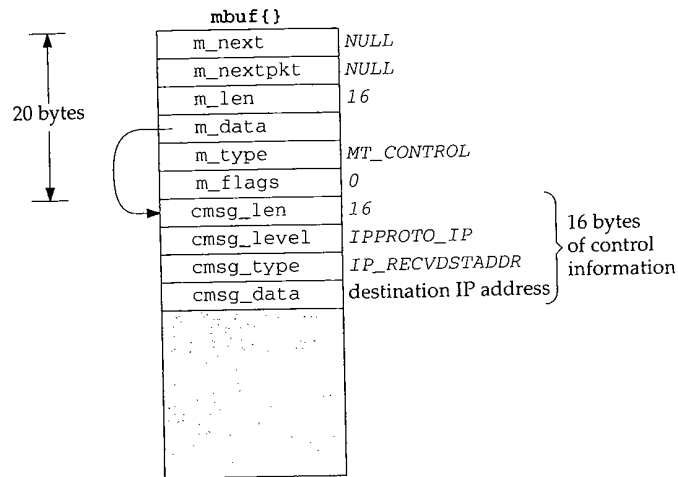 mbuf{}
m_next NULL
m_nextpkt NULL
m_len 16
20 bytes
m_data
m_type MT_CONTROL
m_flags 0
cmsg_len 16
cmsg_level IPPROTO_IP
cmsg_type IP_RECVDSTADDR
cmsg_data destination IP address
16 bytes
of control
information